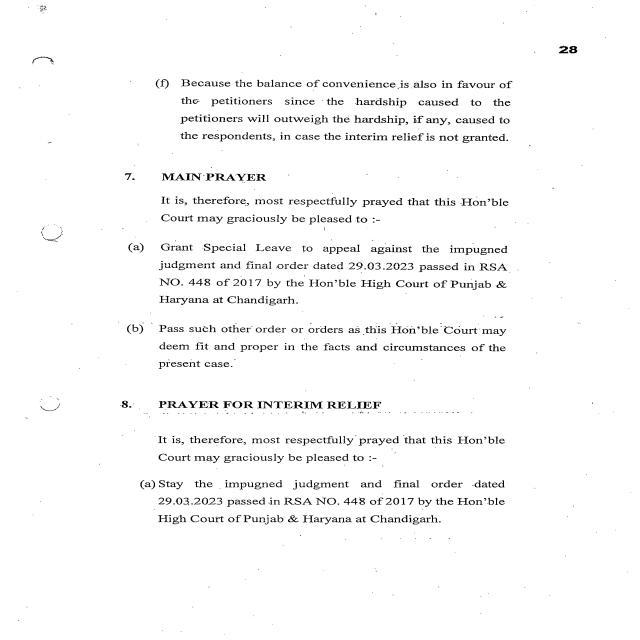 28
(f) Because the balance of convenience is also in favour of
the petitioners since the hardship caused to the
petitioners will outweigh the hardship, if any, caused to
the respondents, in case the interim relief is not granted.
7. MAIN PRAYER
It is, therefore, most respectfully prayed that this Hon'ble
Court may graciously be pleased to :-
(a) Grant Special Leave to appeal against the impugned
judgment and final order dated 29.03.2023 passed in RSA
NO. 448 of 2017 by the Hon'ble High Court of Punjab &
Haryana at Chandigarh.
(b) Pass such other order or orders as this Hon'ble Court may
deem fit and proper in the facts and circumstances of the
present case.
8. PRAYER FOR INTERIM RELIEF
It is, therefore, most respectfully prayed that this Hon'ble
Court may graciously be pleased to :-
(a) Stay the impugned judgment and final order dated
29.03.2023 passed in RSA NO. 448 of 2017 by the Hon'ble
High Court of Punjab & Haryana at Chandigarh.